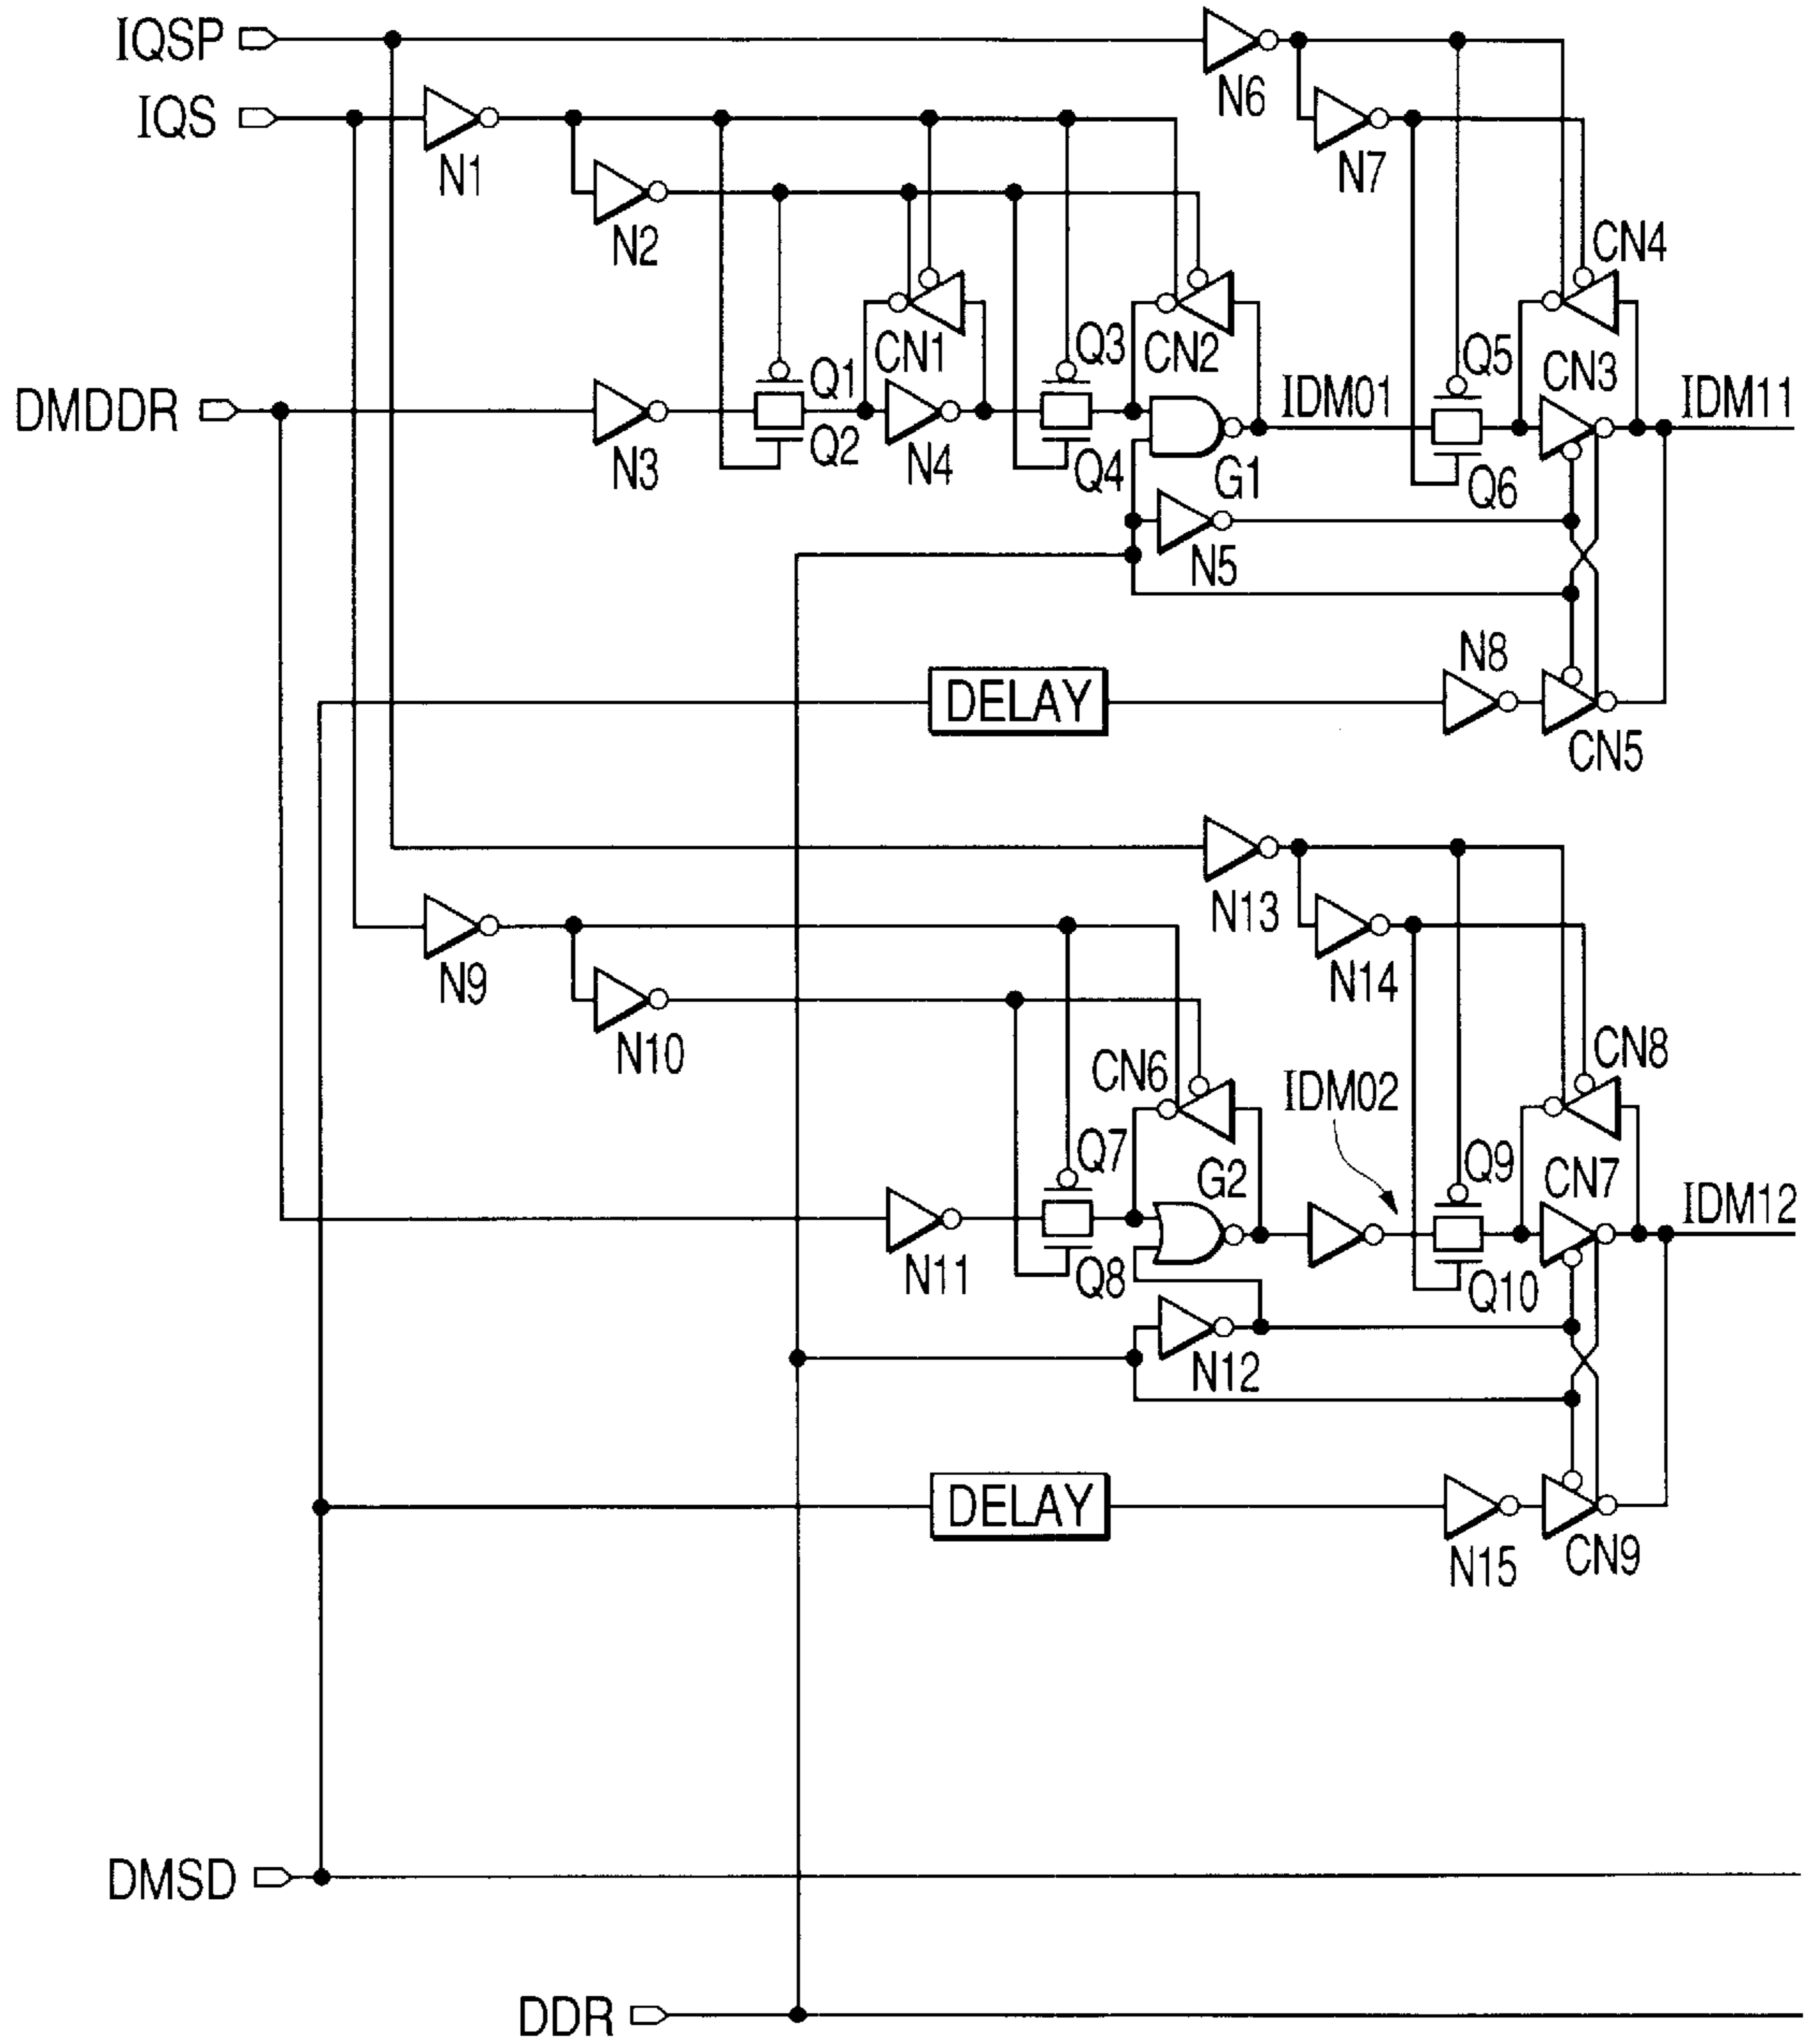 IQSP
N6
IQS
N1
N7
N2
CN4
CN1
Q3
CN2
Q5
CN3
DMDDR
Q1
IDM01
IDM11
N3
Q2
N4
Q4
G1
Q6
N5
N8
DELAY
CN5
N13
N9
N14
N10
CN6
CN8
IDM02
Q7
G2
Q9
CN7
IDM12
N11
Q8
Q10
N12
DELAY
N15
CN9
DMSD
DDR